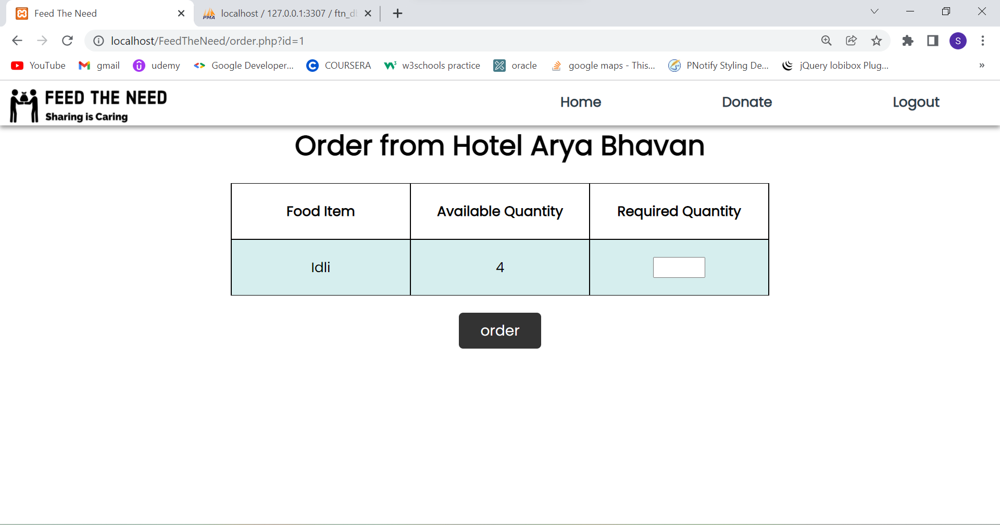 Feed The Need
localhost / 127.0.0.1:3307 / ftn_d
localhost/FeedTheNeed/order.php?id=1
S
YouTube gmail udemy Google Developer... COURSERA w3schools practice oracle google maps - This... PNotify Styling De... jQuery lobibox Plug... »
FEED THE NEED
Sharing is Caring
Home Donate Logout
Order from Hotel Arya Bhavan
Food Item Available Quantity Required Quantity
Idli 4
order